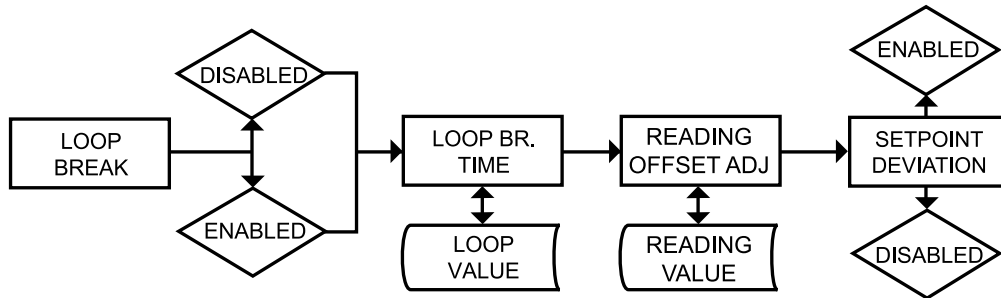 LOOP
BREAK
DISABLED
ENABLED
LOOP BR.
TIME
LOOP
VALUE
READING
OFFSET ADJ
READING
VALUE
ENABLED
SETPOINT
DEVIATION
DISABLED